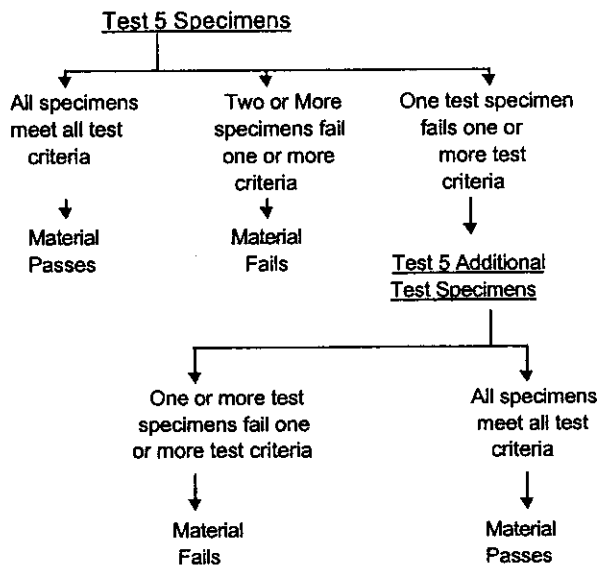 Test 5 Specimens
All specimens
meet all test
criteria
Two or More
specimens fail
one or more
criteria
One test specimen
fails one or
more test
criteria
Material
Passes
Material
Fails
Test 5 Additional
Test Specimens
One or more test
specimens fail one
or more test criteria
All specimens
meet all test
criteria
Material
Fails
Material
Passes